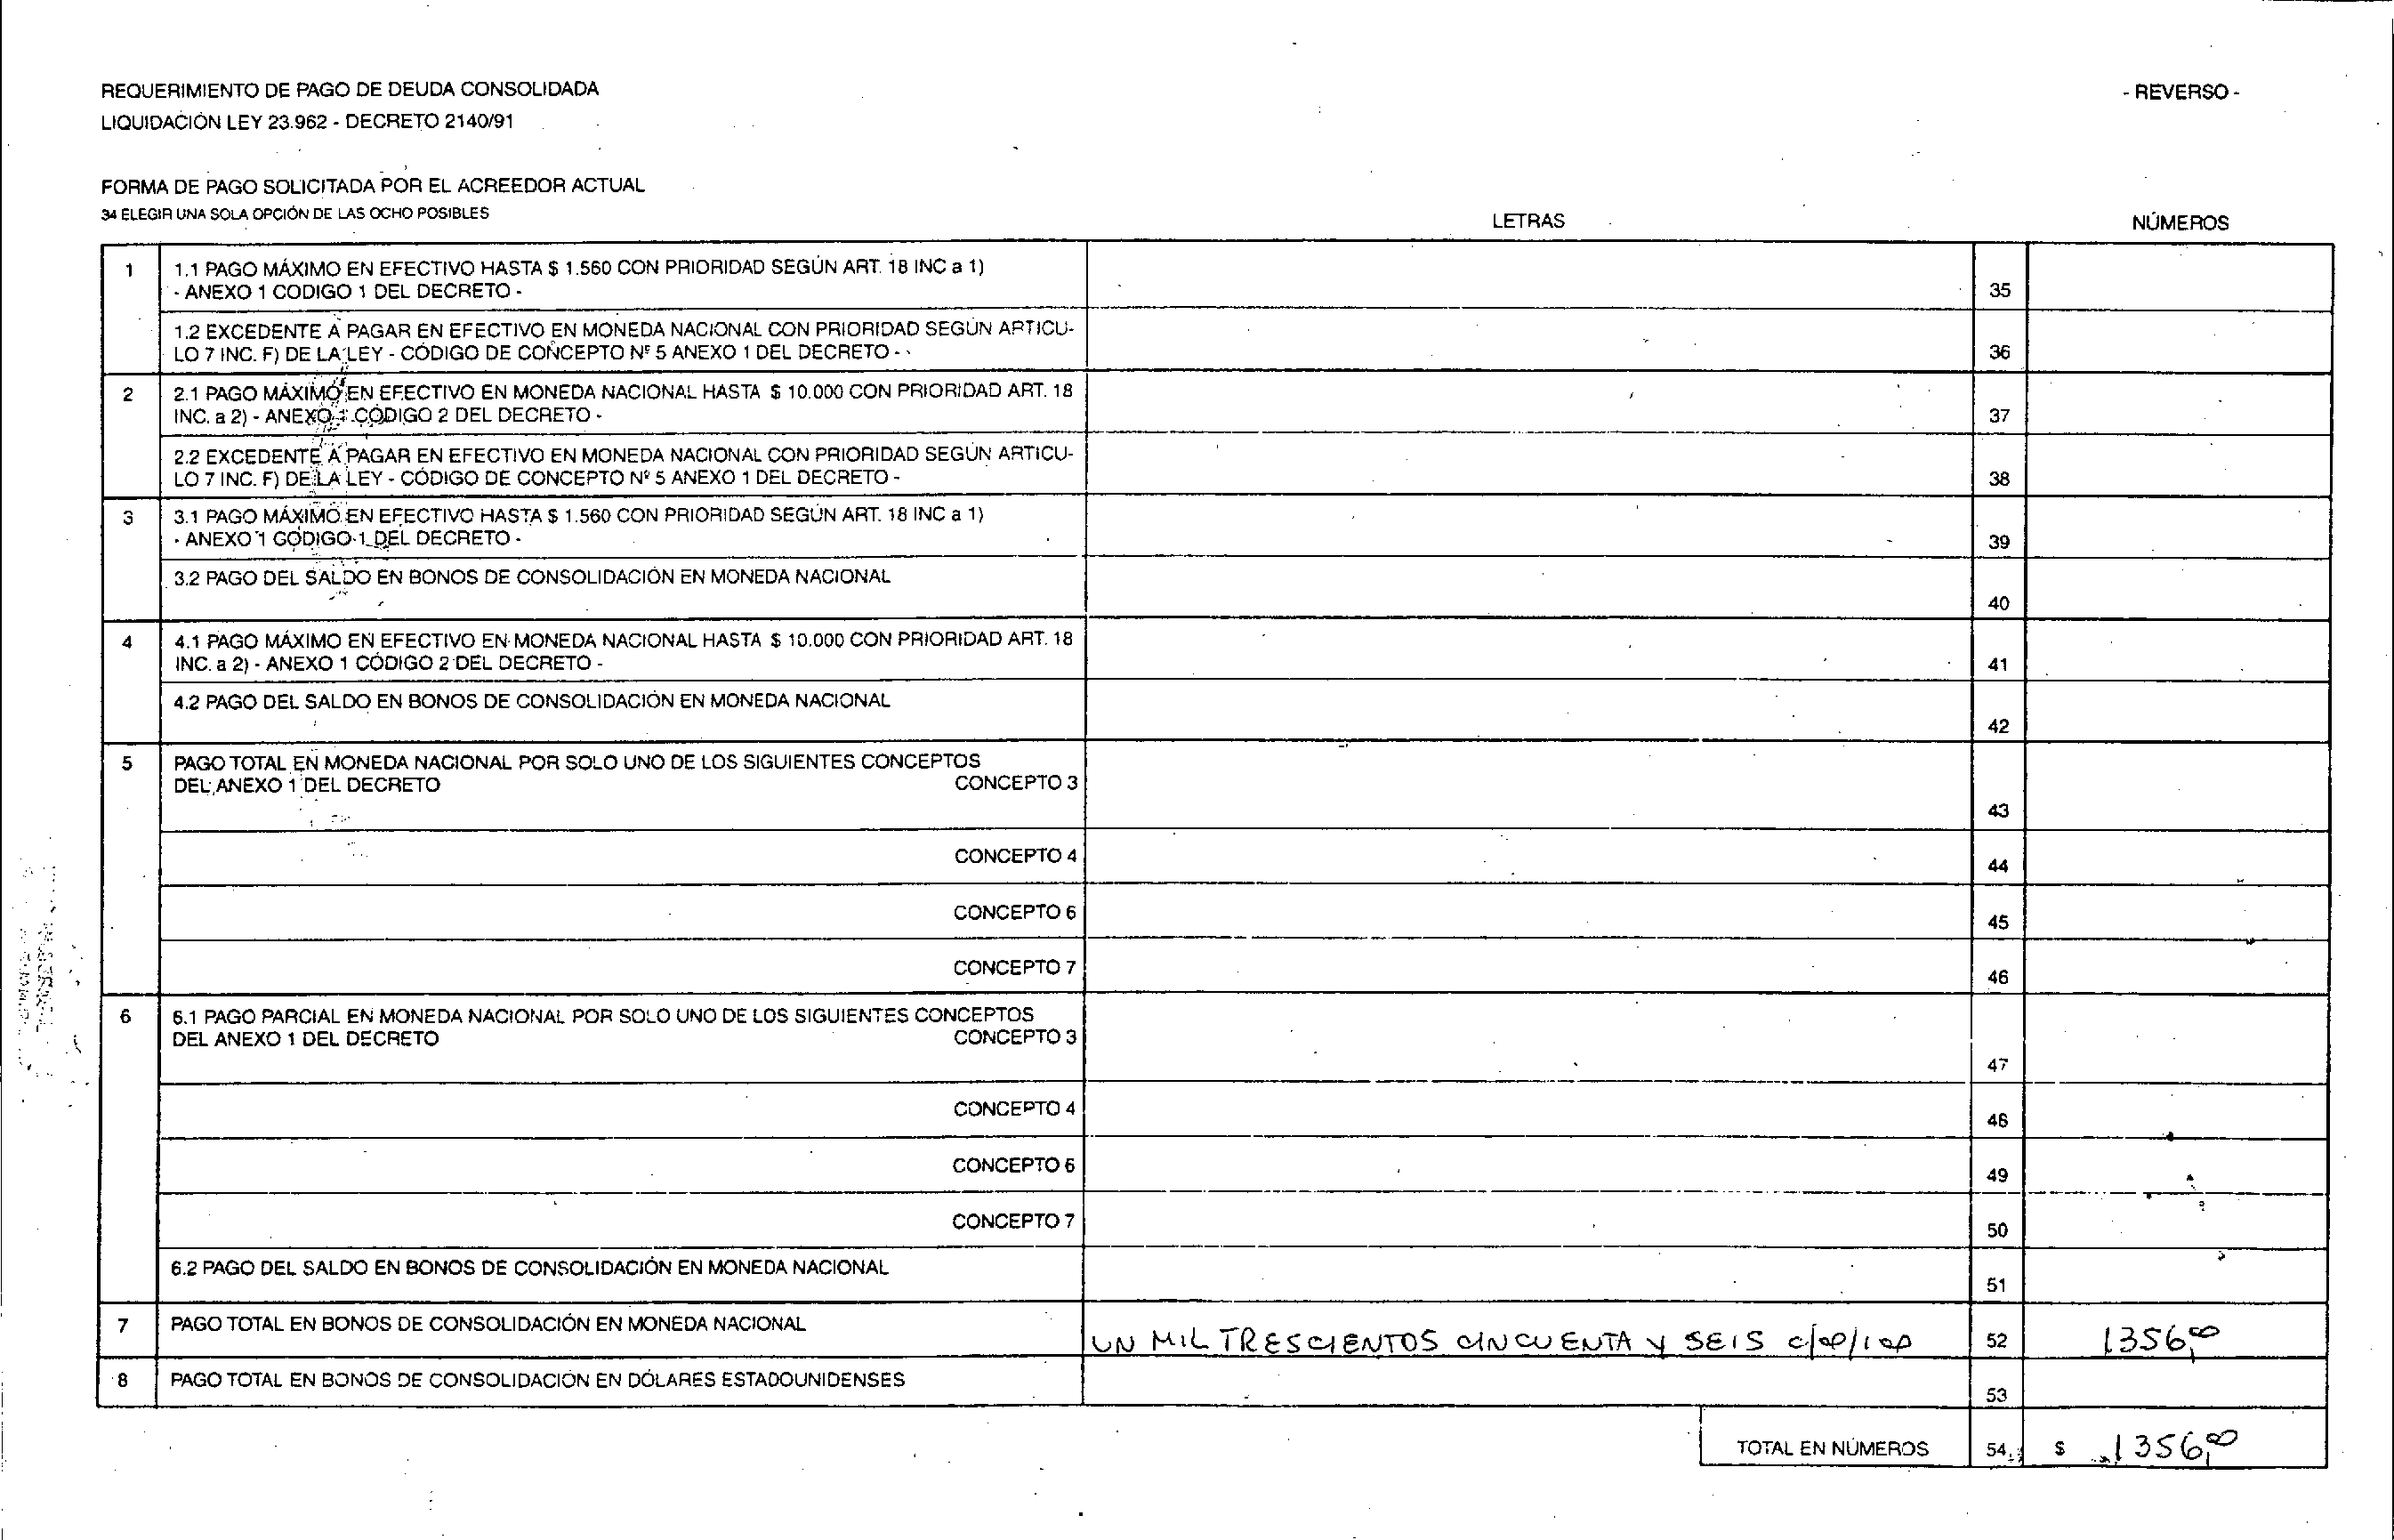 REQUERIMIENTO DE PAGO DE DEUDA CONSOLIDADA
- REVERSO -
LIQUIDACIÓN LEY 23.962 - DECRETO 2140/91
FORMA DE PAGO SOLICITADA POR EL ACREEDOR ACTUAL
34 ELEGIR UNA SOLA OPCIÓN DE LAS OCHO POSIBLES
LETRAS
NÚMEROS
1 1.1 PAGO MÁXIMO EN EFECTIVO HASTA $ 1.560 CON PRIORIDAD SEGÚN ART. 18 INC a 1)
- ANEXO 1 CODIGO 1 DEL DECRETO -
35
1.2 EXCEDENTE A PAGAR EN EFECTIVO EN MONEDA NACIONAL CON PRIORIDAD SEGÚN ARTICU-
LO 7 INC. F) DE LA LEY - CÓDIGO DE CONCEPTO Nº 5 ANEXO 1 DEL DECRETO -
36
2 2.1 PAGO MÁXIMO EN EFECTIVO EN MONEDA NACIONAL HASTA $ 10.000 CON PRIORIDAD ART. 18
INC. a 2) - ANEXO 1 CÓDIGO 2 DEL DECRETO -
37
2.2 EXCEDENTE A PAGAR EN EFECTIVO EN MONEDA NACIONAL CON PRIORIDAD SEGÚN ARTICU-
LO 7 INC. F) DE LA LEY - CÓDIGO DE CONCEPTO Nº 5 ANEXO 1 DEL DECRETO -
38
3 3.1 PAGO MÁXIMO EN EFECTIVO HASTA $ 1.560 CON PRIORIDAD SEGÚN ART. 18 INC a 1)
- ANEXO 1 CÓDIGO 1 DEL DECRETO -
39
3.2 PAGO DEL SALDO EN BONOS DE CONSOLIDACIÓN EN MONEDA NACIONAL
40
4 4.1 PAGO MÁXIMO EN EFECTIVO EN MONEDA NACIONAL HASTA $ 10.000 CON PRIORIDAD ART. 18
INC. a 2) - ANEXO 1 CÓDIGO 2 DEL DECRETO -
41
4.2 PAGO DEL SALDO EN BONOS DE CONSOLIDACIÓN EN MONEDA NACIONAL
42
5 PAGO TOTAL EN MONEDA NACIONAL POR SOLO UNO DE LOS SIGUIENTES CONCEPTOS
DEL ANEXO 1 DEL DECRETO CONCEPTO 3
43
CONCEPTO 4
44
CONCEPTO 6
45
CONCEPTO 7
46
6 6.1 PAGO PARCIAL EN MONEDA NACIONAL POR SOLO UNO DE LOS SIGUIENTES CONCEPTOS
DEL ANEXO 1 DEL DECRETO CONCEPTO 3
47
CONCEPTO 4
48
CONCEPTO 6
49
CONCEPTO 7
50
6.2 PAGO DEL SALDO EN BONOS DE CONSOLIDACIÓN EN MONEDA NACIONAL
51
7 PAGO TOTAL EN BONOS DE CONSOLIDACIÓN EN MONEDA NACIONAL
UN MIL TRESCIENTOS CINCUENTA Y SEIS c/00/100 52 1356,00
8 PAGO TOTAL EN BONOS DE CONSOLIDACIÓN EN DÓLARES ESTADOUNIDENSES
53
TOTAL EN NÚMEROS 54 $ 1356,00